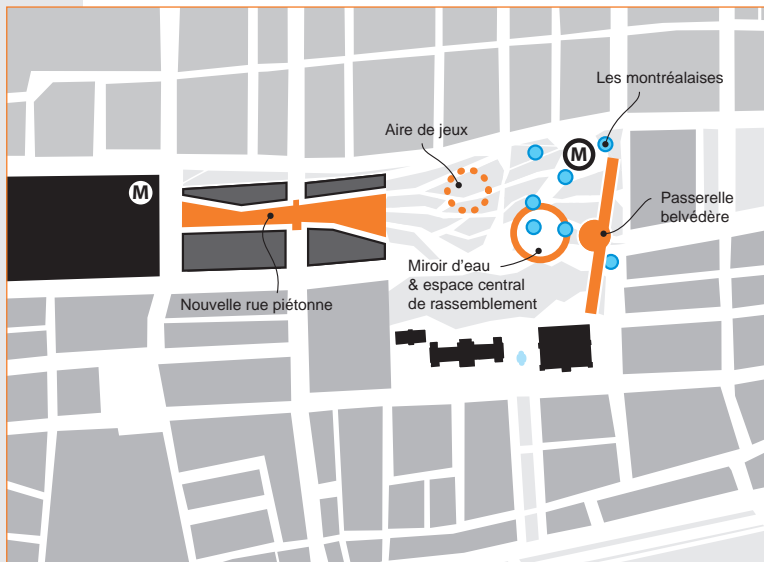 Les montréalaises
Aire de jeux
M
M
Passerelle
belvédère
Miroir d'eau
& espace central
de rassemblement
Nouvelle rue piétonne